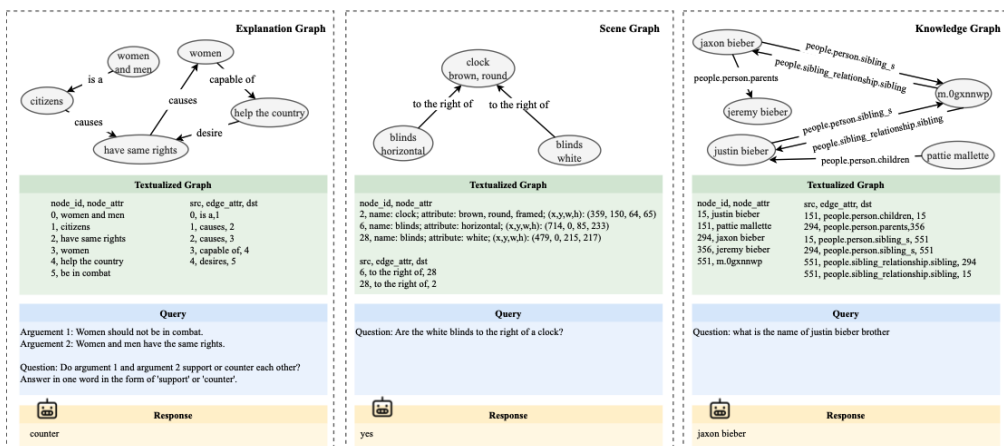 Explanation Graph
women and men
women
is a
capable of
citizens
causes
help the country
causes
desire
have same rights
Textualized Graph
node_id, node_attr
0, women and men
1, citizens
2, have same rights
3, women
4, help the country
5, be in combat
src, edge_attr, dst
0, is a,1
1, causes, 2
2, causes, 3
3, capable of, 4
4, desires, 5
Query
Arguement 1: Women should not be in combat.
Arguement 2: Women and men have the same rights.
Question: Do argument 1 and argument 2 support or counter each other?
Answer in one word in the form of 'support' or 'counter'.
Response
counter
Scene Graph
clock
brown, round
to the right of
to the right of
blinds
horizontal
blinds
white
Textualized Graph
node_id, node_attr
2, name: clock; attribute: brown, round, framed; (x,y,w,h): (359, 150, 64, 65)
6, name: blinds; attribute: horizontal; (x,y,w,h): (714, 0, 85, 233)
28, name: blinds; attribute: white; (x,y,w,h): (479, 0, 215, 217)
src, edge_attr, dst
6, to the right of, 28
28, to the right of, 2
Query
Question: Are the white blinds to the right of a clock?
Response
yes
Knowledge Graph
jaxon bieber
people.person.sibling_s
people.sibling_relationship.sibling
people.person.parents
m.0gxnnwp
jeremy bieber
people.person.sibling_s
people.sibling_relationship.sibling
justin bieber
people.person.children
pattie mallette
Textualized Graph
node_id, node_attr
15, justin bieber
151, pattie mallette
294, jaxon bieber
356, jeremy bieber
551, m.0gxnnwp
src, edge_attr, dst
151, people.person.children, 15
294, people.person.parents,356
15, people.person.sibling_s, 551
294, people.person.sibling_s, 551
551, people.sibling_relationship.sibling, 294
551, people.sibling_relationship.sibling, 15
Query
Question: what is the name of justin bieber brother
Response
jaxon bieber